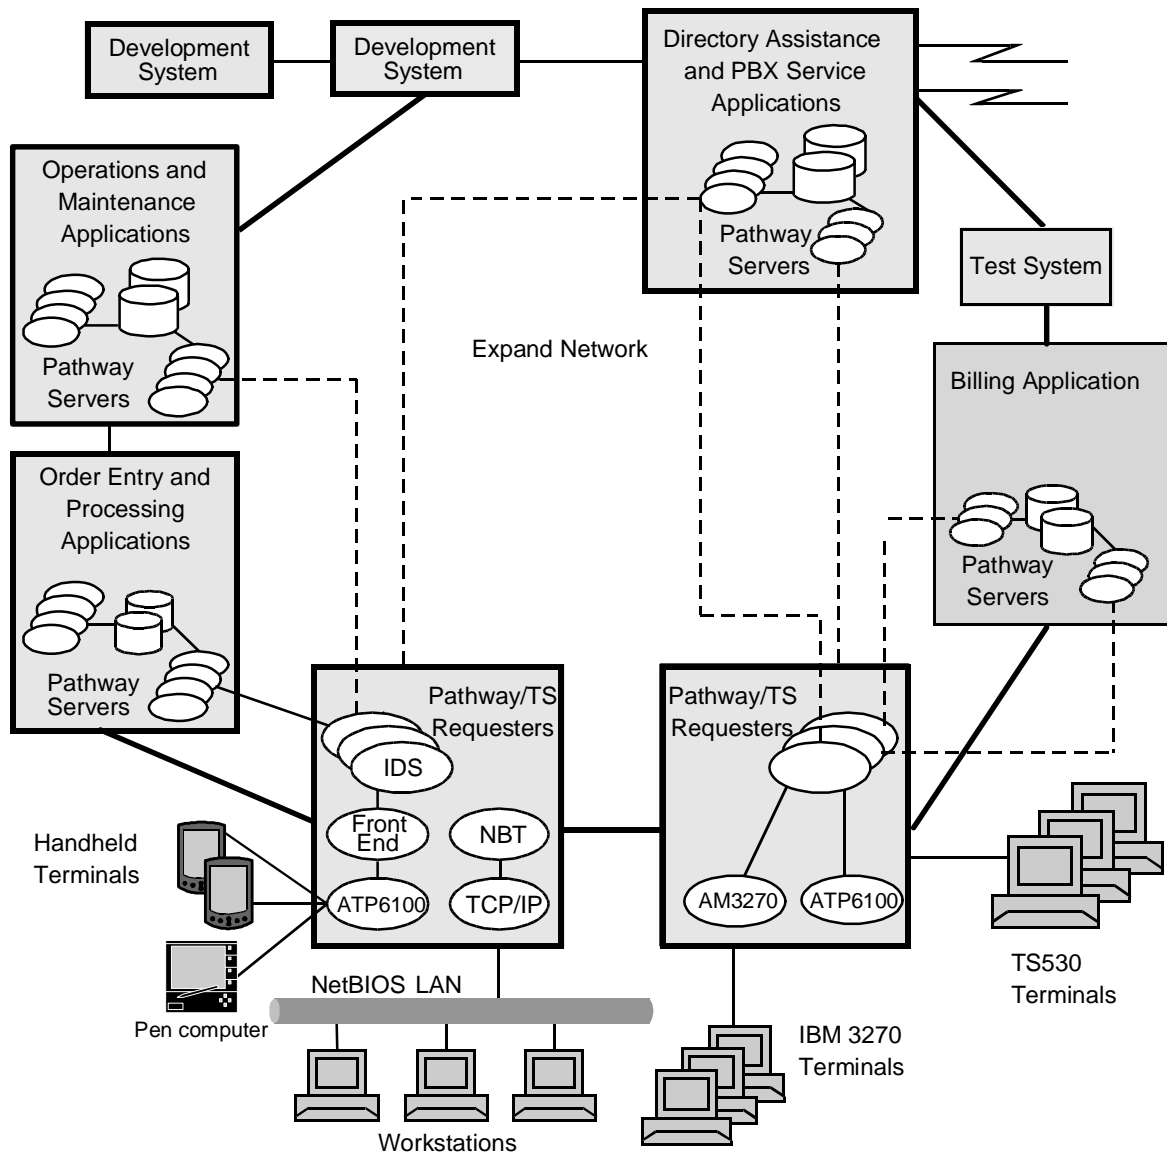 Development
System
Development
System
Directory Assistance
and PBX Service
Applications
Pathway
Servers
Operations and
Maintenance
Applications
Pathway
Servers
Test System
Expand Network
Billing Application
Pathway
Servers
Order Entry and
Processing
Applications
Pathway
Servers
Pathway/TS
Requesters
IDS
Front
End
NBT
ATP6100
TCP/IP
Pathway/TS
Requesters
AM3270
ATP6100
Handheld
Terminals
Pen computer
NetBIOS LAN
Workstations
IBM 3270
Terminals
TS530
Terminals